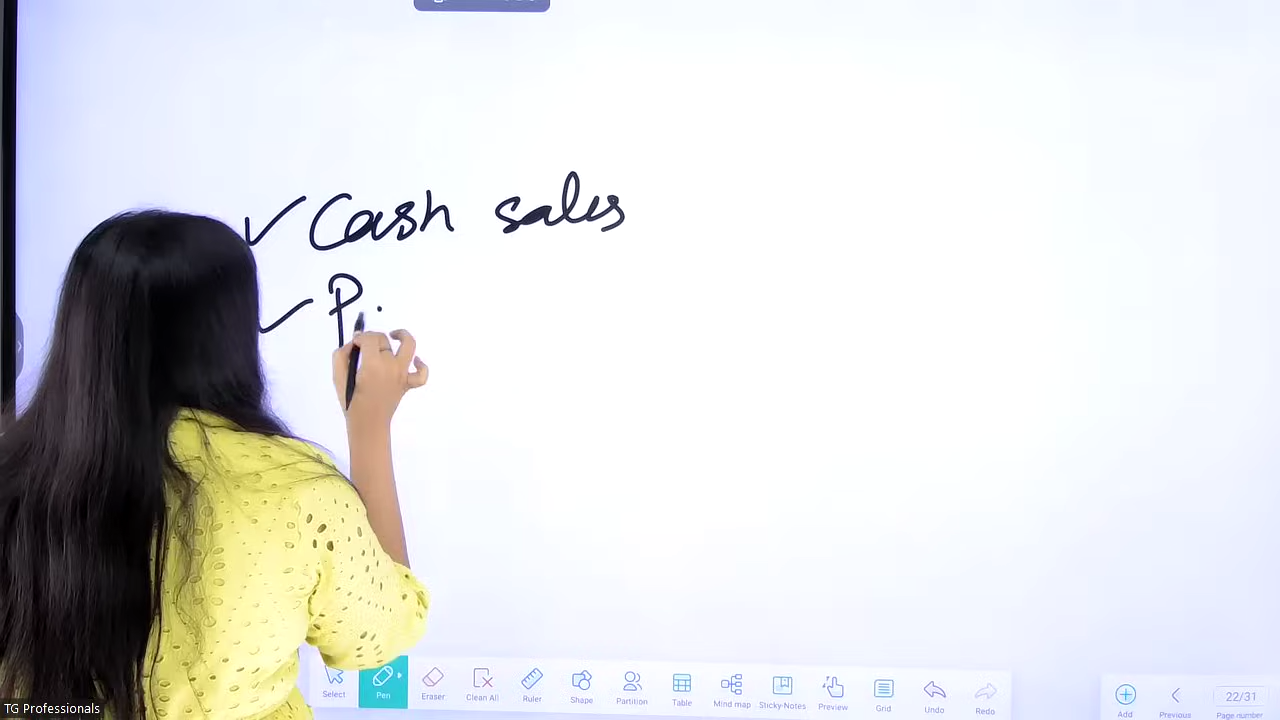 ✓ Cash sales
✓ P.
Select
Pen
Eraser
Clean All
Ruler
Shape
Partition
Table
Mind map
Sticky-Notes
Preview
Grid
Undo
Redo
Add
Previous
22/31
Page number
TG Professionals